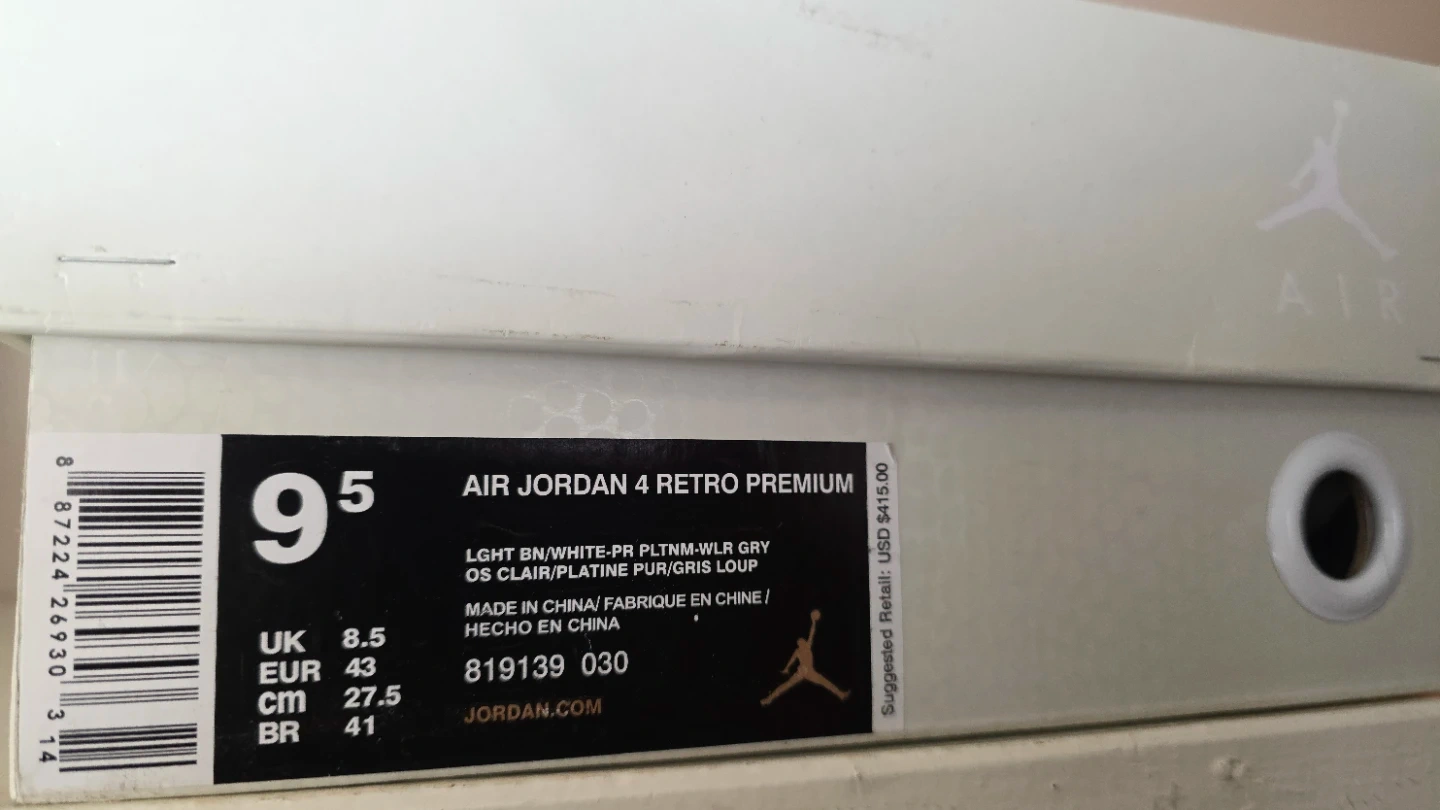 AIR
8 87224 26930 3 14
9 5
AIR JORDAN 4 RETRO PREMIUM
LGHT BN/WHITE-PR PLTNM-WLR GRY
OS CLAIR/PLATINE PUR/GRIS LOUP
MADE IN CHINA/ FABRIQUE EN CHINE /
HECHO EN CHINA
819139 030
JORDAN.COM
UK 8.5
EUR 43
cm 27.5
BR 41
Suggested Retail: USD $415.00